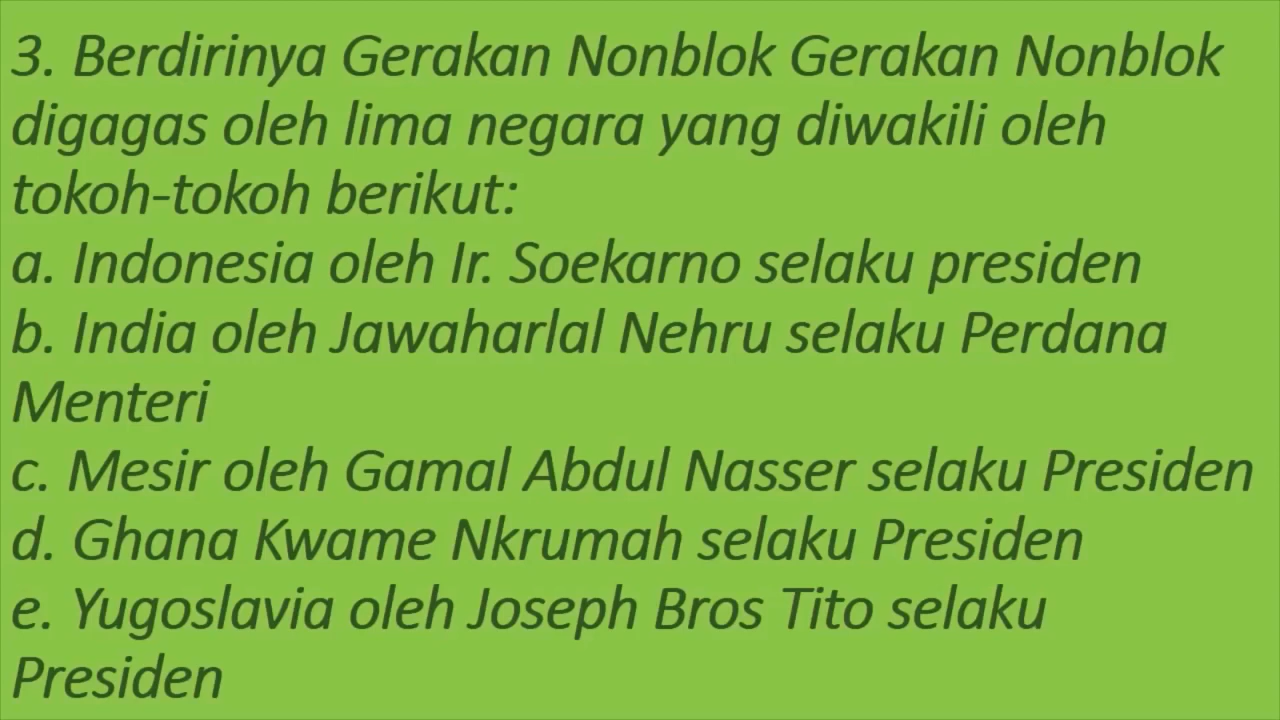 3. Berdirinya Gerakan Nonblok Gerakan Nonblok
digagas oleh lima negara yang diwakili oleh
tokoh-tokoh berikut:
a. Indonesia oleh Ir. Soekarno selaku presiden
b. India oleh Jawaharlal Nehru selaku Perdana
Menteri
c. Mesir oleh Gamal Abdul Nasser selaku Presiden
d. Ghana Kwame Nkrumah selaku Presiden
e. Yugoslavia oleh Joseph Bros Tito selaku
Presiden